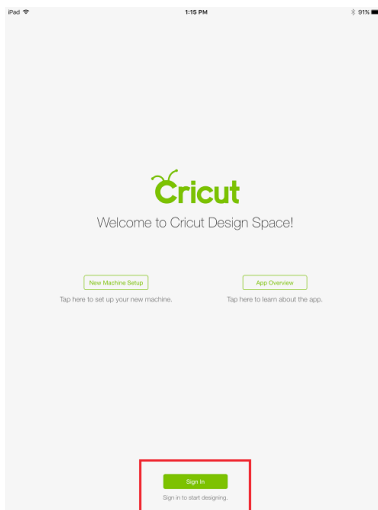 iPad 1:15 PM 91%
Cricut
Welcome to Cricut Design Space!
New Machine Setup App Overview
Tap here to set up your new machine. Tap here to learn about the app.
Sign In
Sign in to start designing.